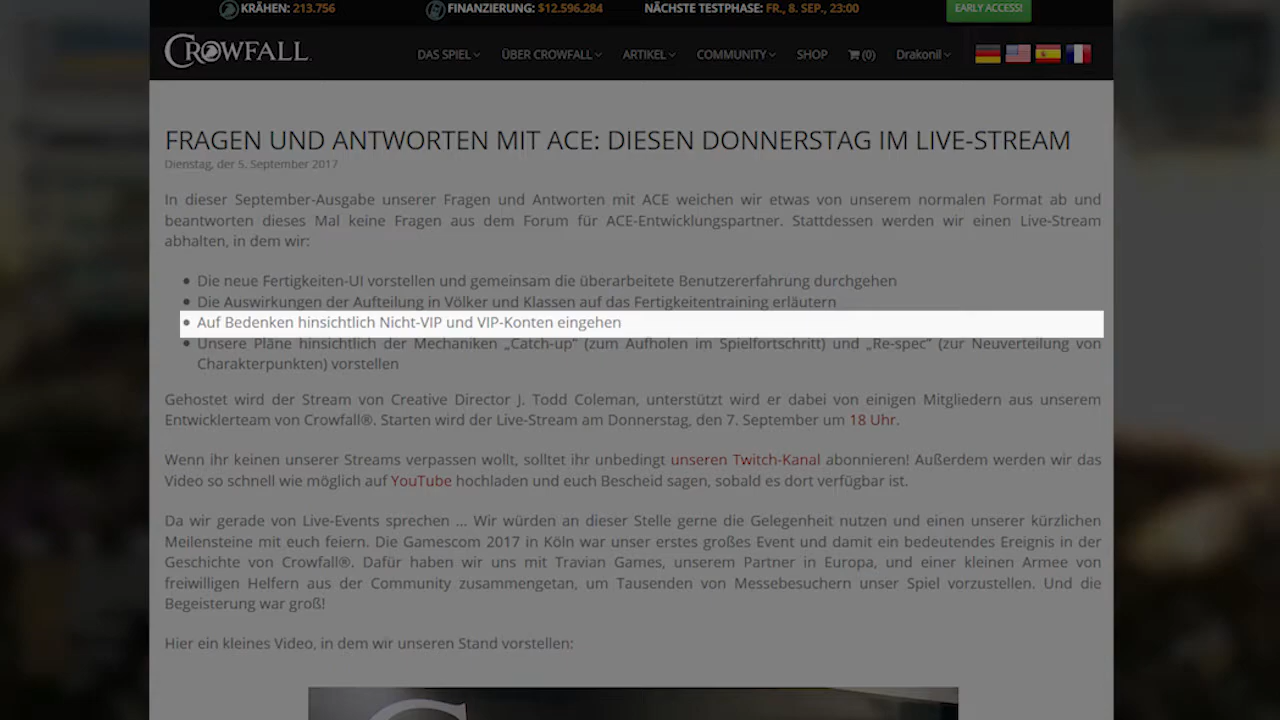 KRÄHEN: 213.756 FINANZIERUNG: $12.596.284 NÄCHSTE TESTPHASE: FR., 8. SEP., 23:00 EARLY ACCESS!
CROWFALL DAS SPIEL ÜBER CROWFALL ARTIKEL COMMUNITY SHOP (0) Drakonil
FRAGEN UND ANTWORTEN MIT ACE: DIESEN DONNERSTAG IM LIVE-STREAM
Dienstag, der 5. September 2017
In dieser September-Ausgabe unserer Fragen und Antworten mit ACE weichen wir etwas von unserem normalen Format ab und
beantworten dieses Mal keine Fragen aus dem Forum für ACE-Entwicklungspartner. Stattdessen werden wir einen Live-Stream
abhalten, in dem wir:
• Die neue Fertigkeiten-UI vorstellen und gemeinsam die überarbeitete Benutzererfahrung durchgehen
• Die Auswirkungen der Aufteilung in Völker und Klassen auf das Fertigkeitentraining erläutern
• Auf Bedenken hinsichtlich Nicht-VIP und VIP-Konten eingehen
• Unsere Pläne hinsichtlich der Mechaniken „Catch-up" (zum Aufholen im Spielfortschritt) und „Re-spec" (zur Neuverteilung von
Charakterpunkten) vorstellen
Gehostet wird der Stream von Creative Director J. Todd Coleman, unterstützt wird er dabei von einigen Mitgliedern aus unserem
Entwicklerteam von Crowfall®. Starten wird der Live-Stream am Donnerstag, den 7. September um 18 Uhr.
Wenn ihr keinen unserer Streams verpassen wollt, solltet ihr unbedingt unseren Twitch-Kanal abonnieren! Außerdem werden wir das
Video so schnell wie möglich auf YouTube hochladen und euch Bescheid sagen, sobald es dort verfügbar ist.
Da wir gerade von Live-Events sprechen ... Wir würden an dieser Stelle gerne die Gelegenheit nutzen und einen unserer kürzlichen
Meilensteine mit euch feiern. Die Gamescom 2017 in Köln war unser erstes großes Event und damit ein bedeutendes Ereignis in der
Geschichte von Crowfall®. Dafür haben wir uns mit Travian Games, unserem Partner in Europa, und einer kleinen Armee von
freiwilligen Helfern aus der Community zusammengetan, um Tausenden von Messebesuchern unser Spiel vorzustellen. Und die
Begeisterung war groß!
Hier ein kleines Video, in dem wir unseren Stand vorstellen: